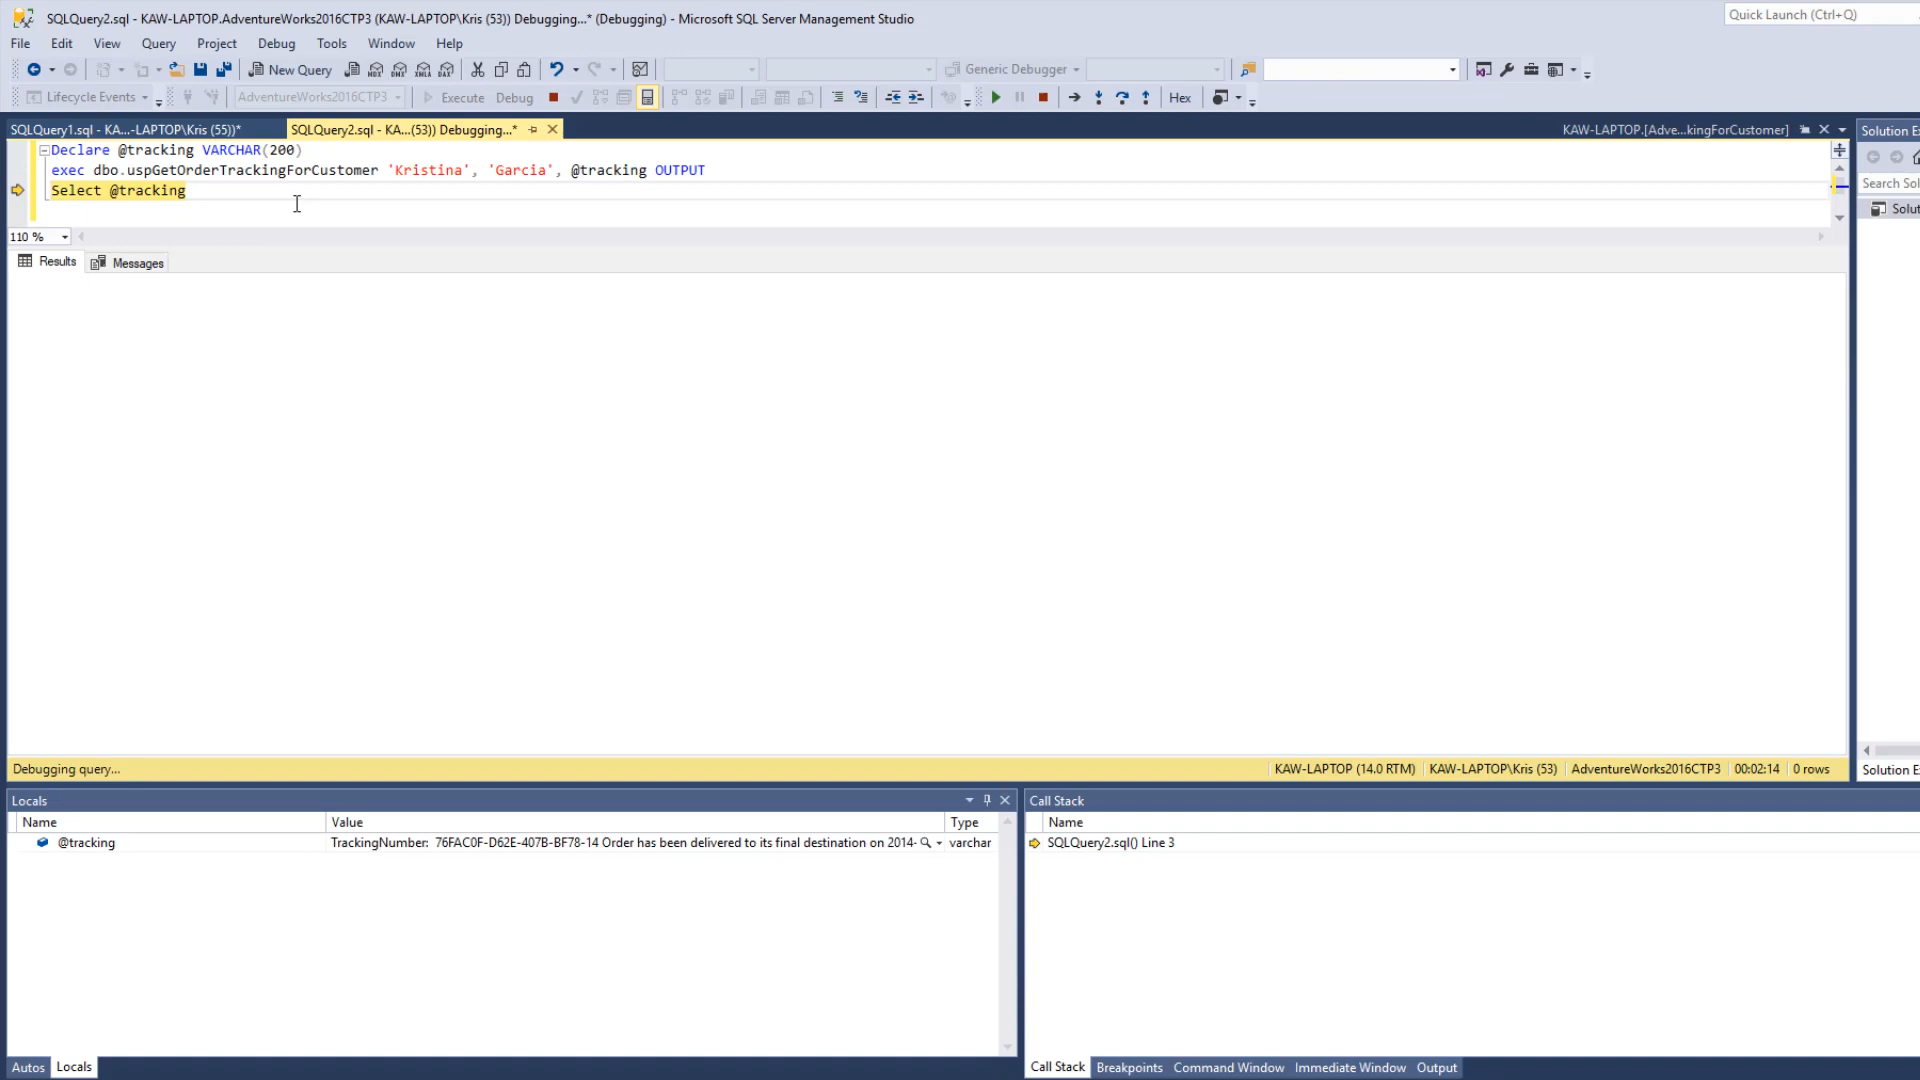 SQLQuery2.sql - KAW-LAPTOP.AdventureWorks2016CTP3 (KAW-LAPTOP\Kris (53)) Debugging...* (Debugging) - Microsoft SQL Server Management Studio
Quick Launch (Ctrl+Q)
File Edit View Query Project Debug Tools Window Help
New Query MDX DMX XMLA DAX Generic Debugger
Lifecycle Events AdventureWorks2016CTP3 Execute Debug Hex
SQLQuery1.sql - KA...-LAPTOP\Kris (55))* SQLQuery2.sql - KA...(53)) Debugging...* KAW-LAPTOP.[Adve...kingForCustomer] Solution Ex
Declare @tracking VARCHAR(200)
exec dbo.uspGetOrderTrackingForCustomer 'Kristina', 'Garcia', @tracking OUTPUT
Select @tracking
Search Sol
Solut
110 %
Results Messages
Debugging query... KAW-LAPTOP (14.0 RTM) KAW-LAPTOP\Kris (53) AdventureWorks2016CTP3 00:02:14 0 rows
Solution Ex
Locals
Name Value Type
@tracking TrackingNumber: 76FAC0F-D62E-407B-BF78-14 Order has been delivered to its final destination on 2014- varchar
Autos Locals
Call Stack
Name
SQLQuery2.sql() Line 3
Call Stack Breakpoints Command Window Immediate Window Output